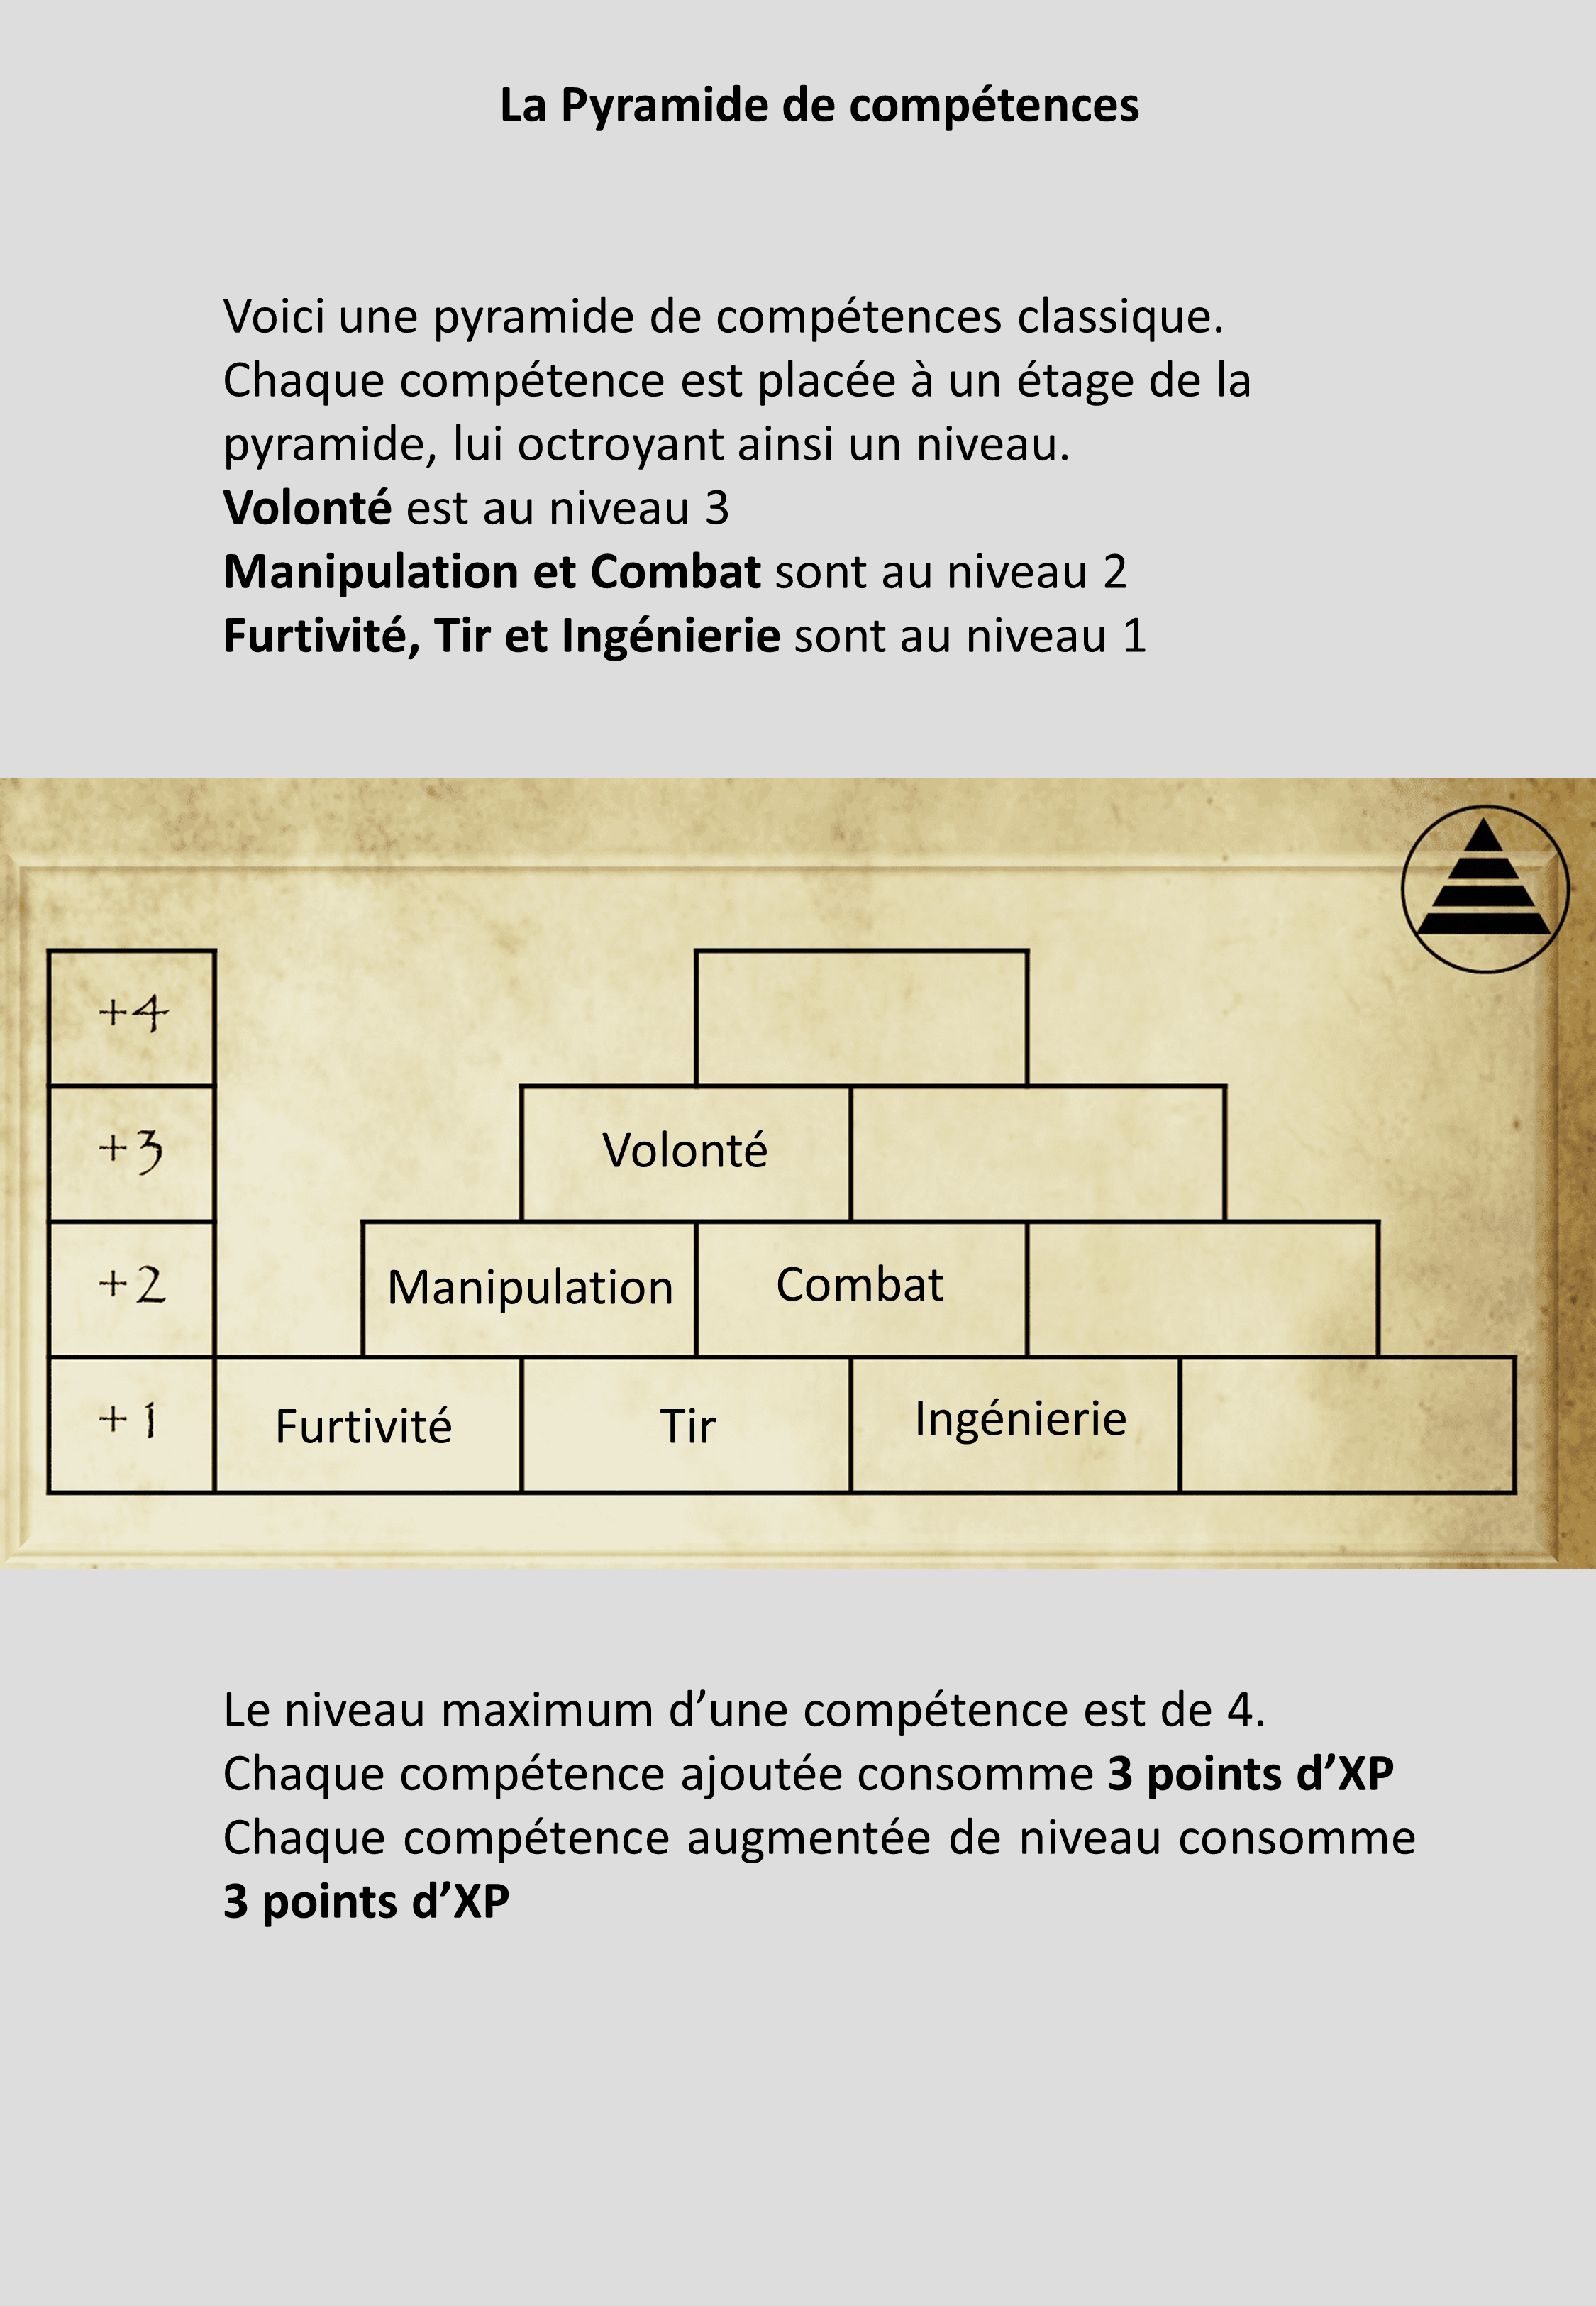 La Pyramide de compétences
Voici une pyramide de compétences classique.
Chaque compétence est placée à un étage de la
pyramide, lui octroyant ainsi un niveau.
Volonté est au niveau 3
Manipulation et Combat sont au niveau 2
Furtivité, Tir et Ingénierie sont au niveau 1
+4
+3 Volonté
+2 Manipulation Combat
+1 Furtivité Tir Ingénierie
Le niveau maximum d’une compétence est de 4.
Chaque compétence ajoutée consomme 3 points d’XP
Chaque compétence augmentée de niveau consomme
3 points d’XP